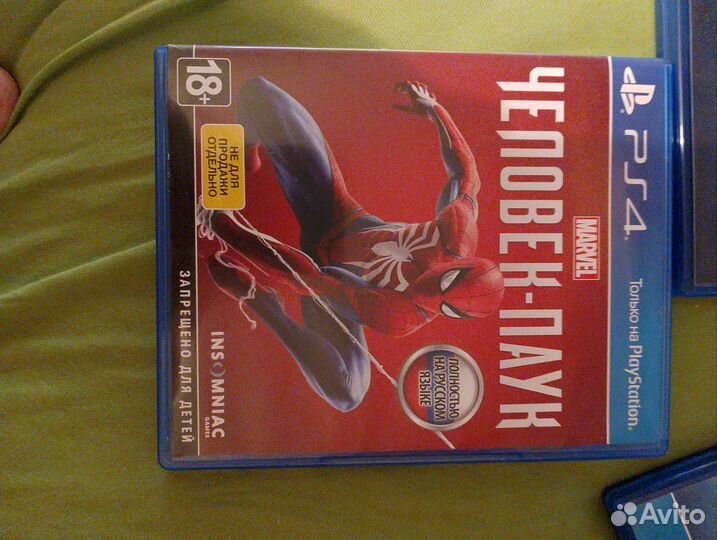 PS4
Только на PlayStation
MARVEL
ЧЕЛОВЕК-ПАУК
ПОЛНОСТЬЮ
НА РУССКОМ
ЯЗЫКЕ
18+
НЕ ДЛЯ
ПРОДАЖИ
ОТДЕЛЬНО
ЗАПРЕЩЕНО ДЛЯ ДЕТЕЙ
INSOMNIAC
GAMES
Avito